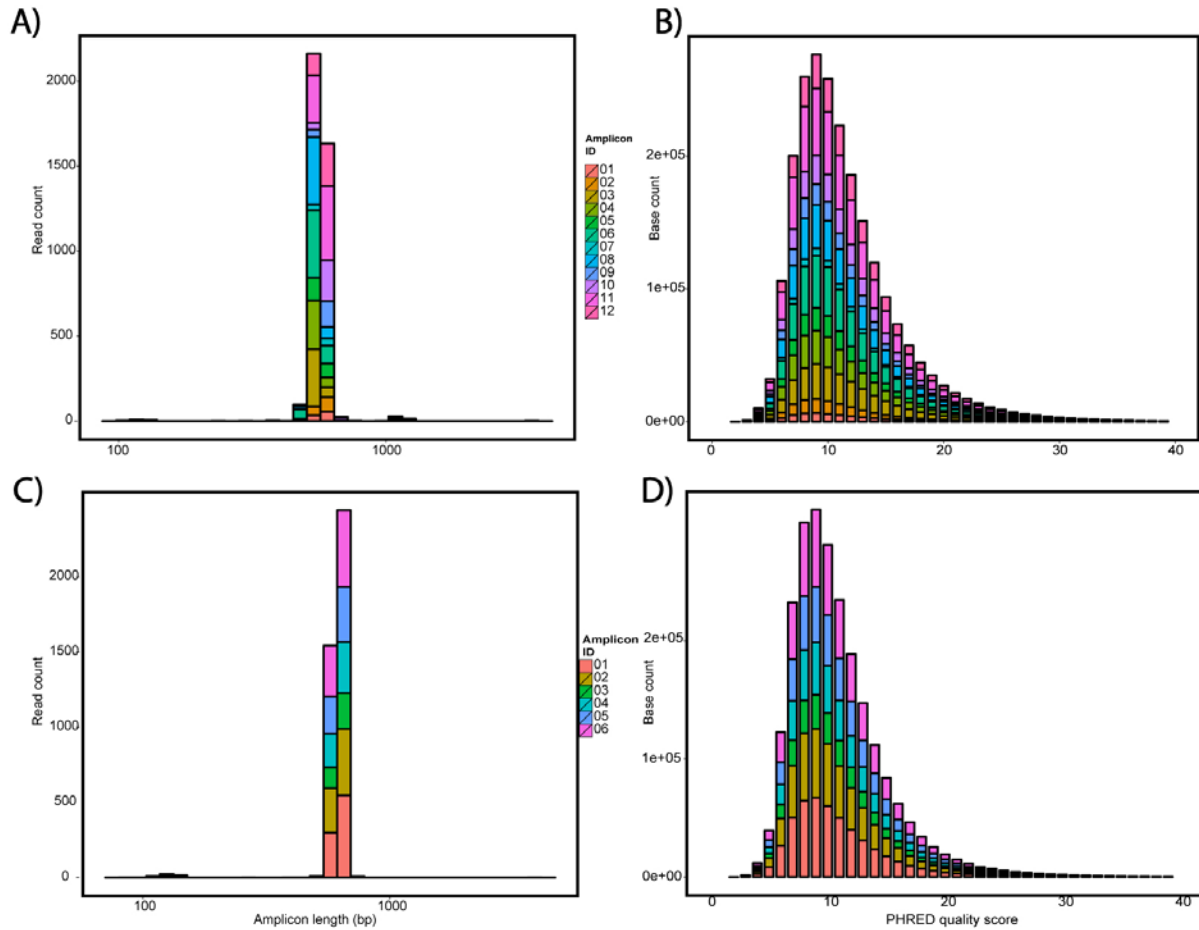 A)
B)
2000
1500
1000
500
0
Read count
100
1000
Amplicon
ID
01
02
03
04
05
06
07
08
09
10
11
12
2e+05
1e+05
0e+00
Base count
0
10
20
30
40
C)
D)
2000
1500
1000
500
0
Read count
100
1000
Amplicon length (bp)
Amplicon
ID
01
02
03
04
05
06
2e+05
1e+05
0e+00
Base count
0
10
20
30
40
PHRED quality score